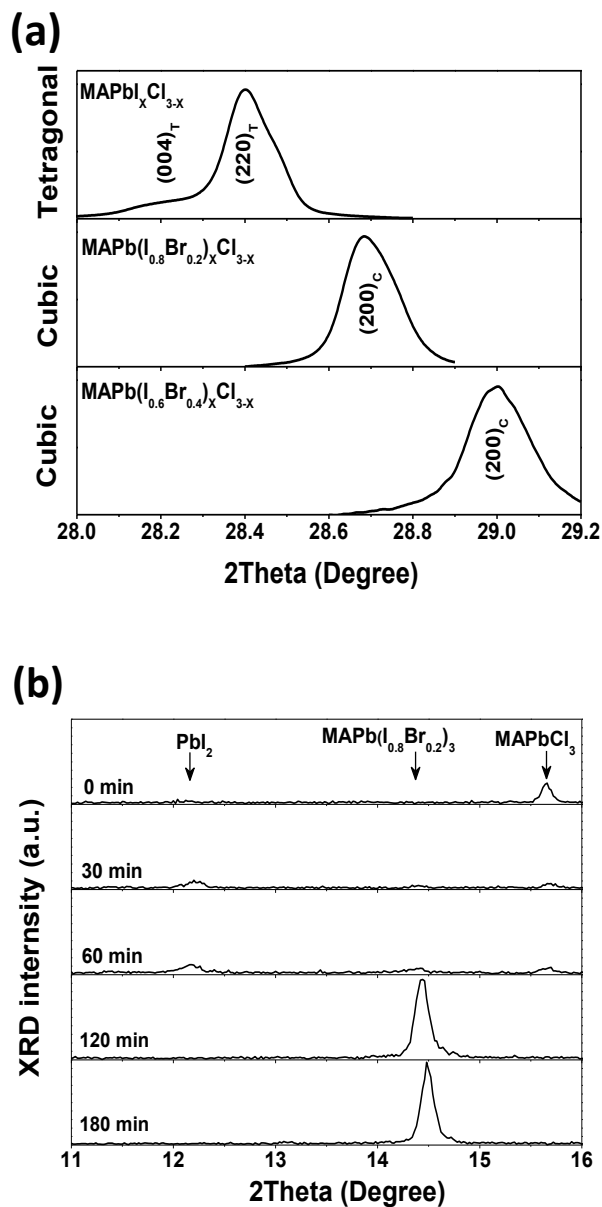 (a)
Tetragonal
MAPbIXCl3-X
(004)T
(220)T
Cubic
MAPb(I0.8Br0.2)XCl3-X
(200)C
Cubic
MAPb(I0.6Br0.4)XCl3-X
(200)C
28.0 28.2 28.4 28.6 28.8 29.0 29.2
2Theta (Degree)
(b)
XRD internsity (a.u.)
PbI2 MAPb(I0.8Br0.2)3 MAPbCl3
0 min
30 min
60 min
120 min
180 min
11 12 13 14 15 16
2Theta (Degree)